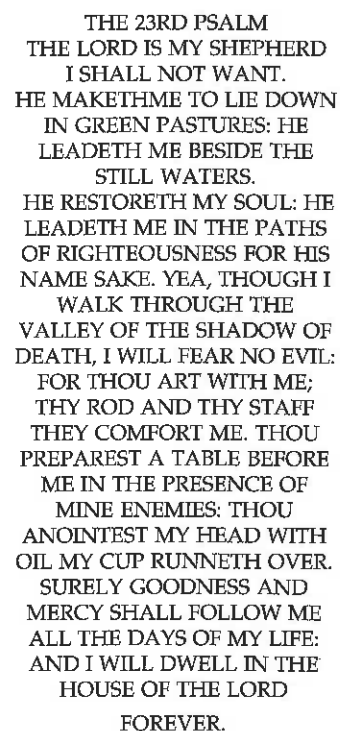 THE 23RD PSALM
THE LORD IS MY SHEPHERD
I SHALL NOT WANT.
HE MAKETHME TO LIE DOWN
IN GREEN PASTURES: HE
LEADETH ME BESIDE THE
STILL WATERS.
HE RESTORETH MY SOUL: HE
LEADETH ME IN THE PATHS
OF RIGHTEOUSNESS FOR HIS
NAME SAKE. YEA, THOUGH I
WALK THROUGH THE
VALLEY OF THE SHADOW OF
DEATH, I WILL FEAR NO EVIL:
FOR THOU ART WITH ME;
THY ROD AND THY STAFF
THEY COMFORT ME. THOU
PREPAREST A TABLE BEFORE
ME IN THE PRESENCE OF
MINE ENEMIES: THOU
ANOINTEST MY HEAD WITH
OIL MY CUP RUNNETH OVER.
SURELY GOODNESS AND
MERCY SHALL FOLLOW ME
ALL THE DAYS OF MY LIFE:
AND I WILL DWELL IN THE
HOUSE OF THE LORD
FOREVER.